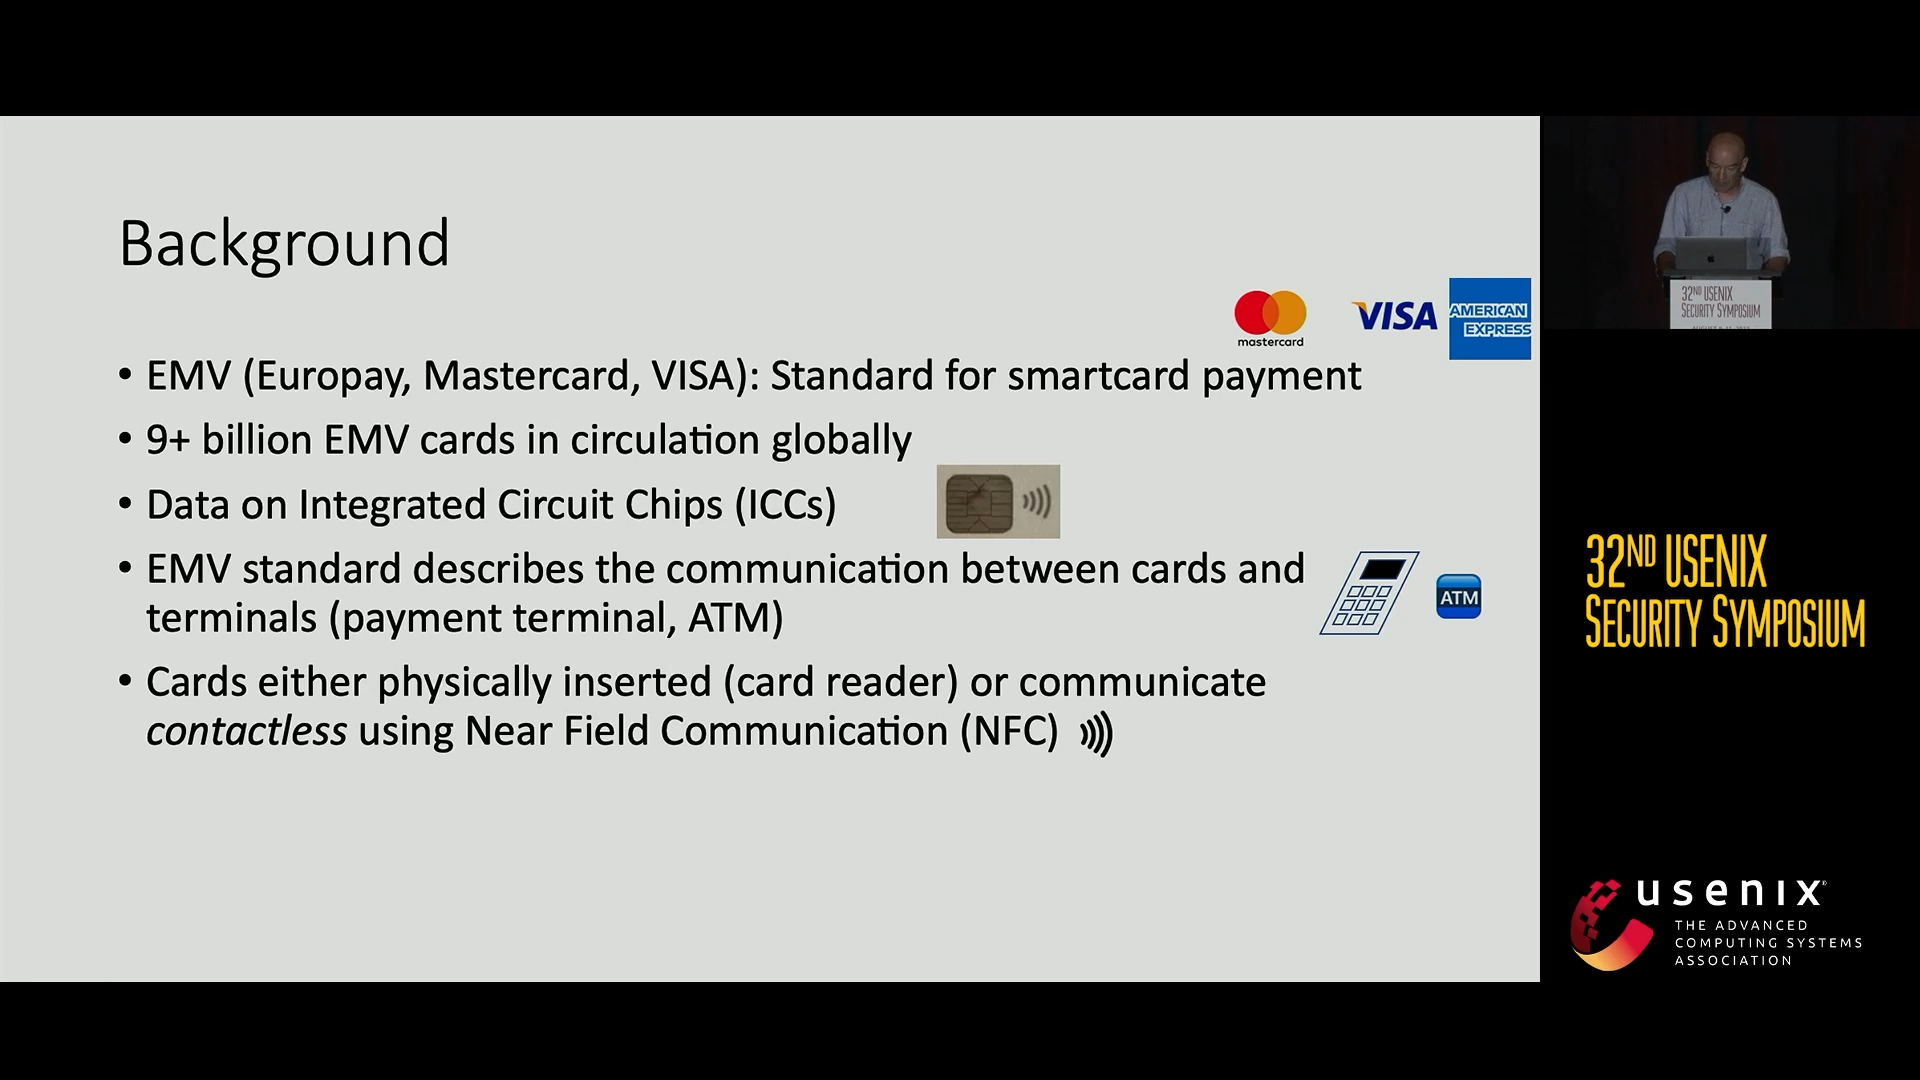 Background
mastercard
VISA
AMERICAN
EXPRESS
• EMV (Europay, Mastercard, VISA): Standard for smartcard payment
• 9+ billion EMV cards in circulation globally
• Data on Integrated Circuit Chips (ICCs)
• EMV standard describes the communication between cards and
terminals (payment terminal, ATM)
ATM
• Cards either physically inserted (card reader) or communicate
contactless using Near Field Communication (NFC)
32ND USENIX
SECURITY SYMPOSIUM
32ND USENIX
SECURITY SYMPOSIUM
usenix
THE ADVANCED
COMPUTING SYSTEMS
ASSOCIATION